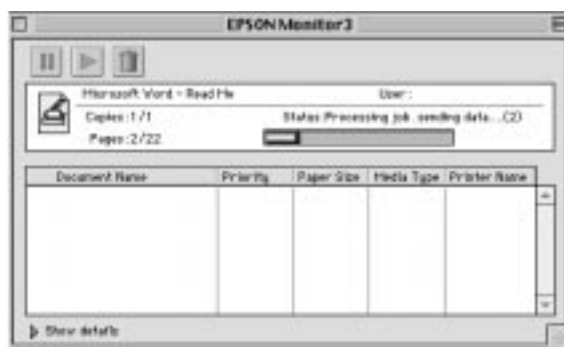 EPSON Monitor3
Microsoft Word - Read Me User :
Copies :1/1 Status :Processing job. sending data...(2)
Pages :2/22
Document Name Priority Paper Size Media Type Printer Name
Show details